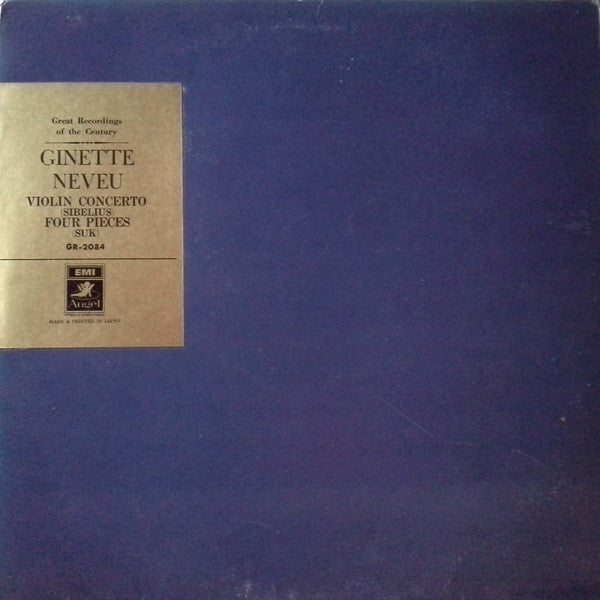 Great Recordings
of the Century
GINETTE
NEVEU
VIOLIN CONCERTO
(SIBELIUS)
FOUR PIECES
(SUK)
GR-2084
EMI
Angel
MADE & PRINTED IN JAPAN